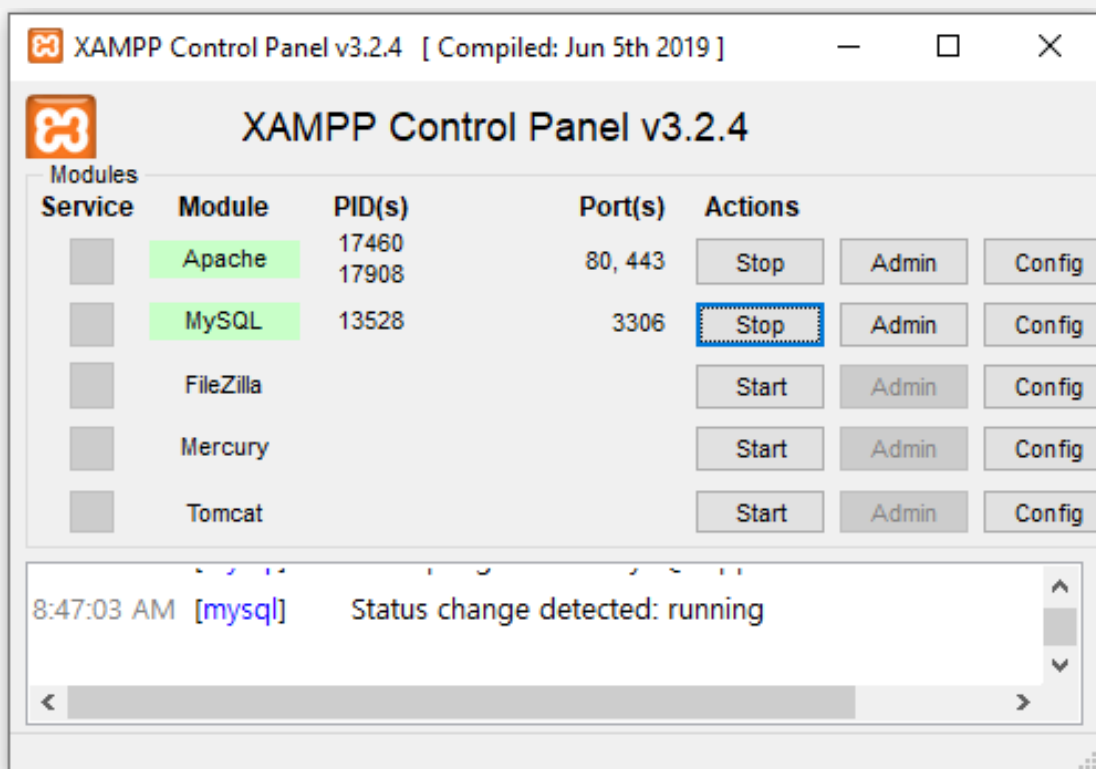 XAMPP Control Panel v3.2.4 [ Compiled: Jun 5th 2019 ]
XAMPP Control Panel v3.2.4
Modules
Service Module PID(s) Port(s) Actions
Apache 17460 17908 80, 443 Stop Admin Config
MySQL 13528 3306 Stop Admin Config
FileZilla Start Admin Config
Mercury Start Admin Config
Tomcat Start Admin Config
8:47:03 AM [mysql] Status change detected: running